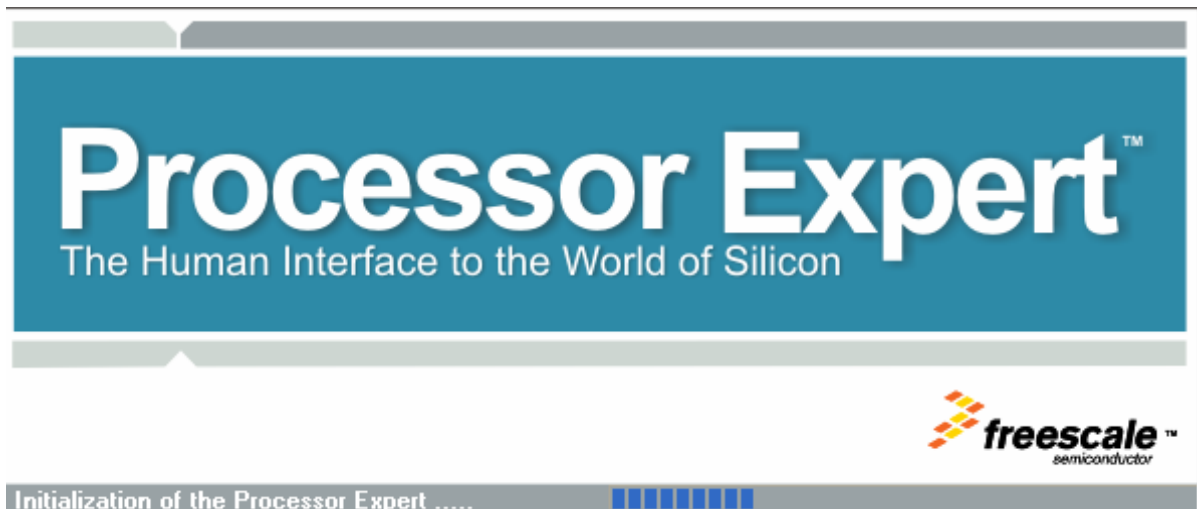 Processor Expert™
The Human Interface to the World of Silicon
freescale™
semiconductor
Initialization of the Processor Expert .....